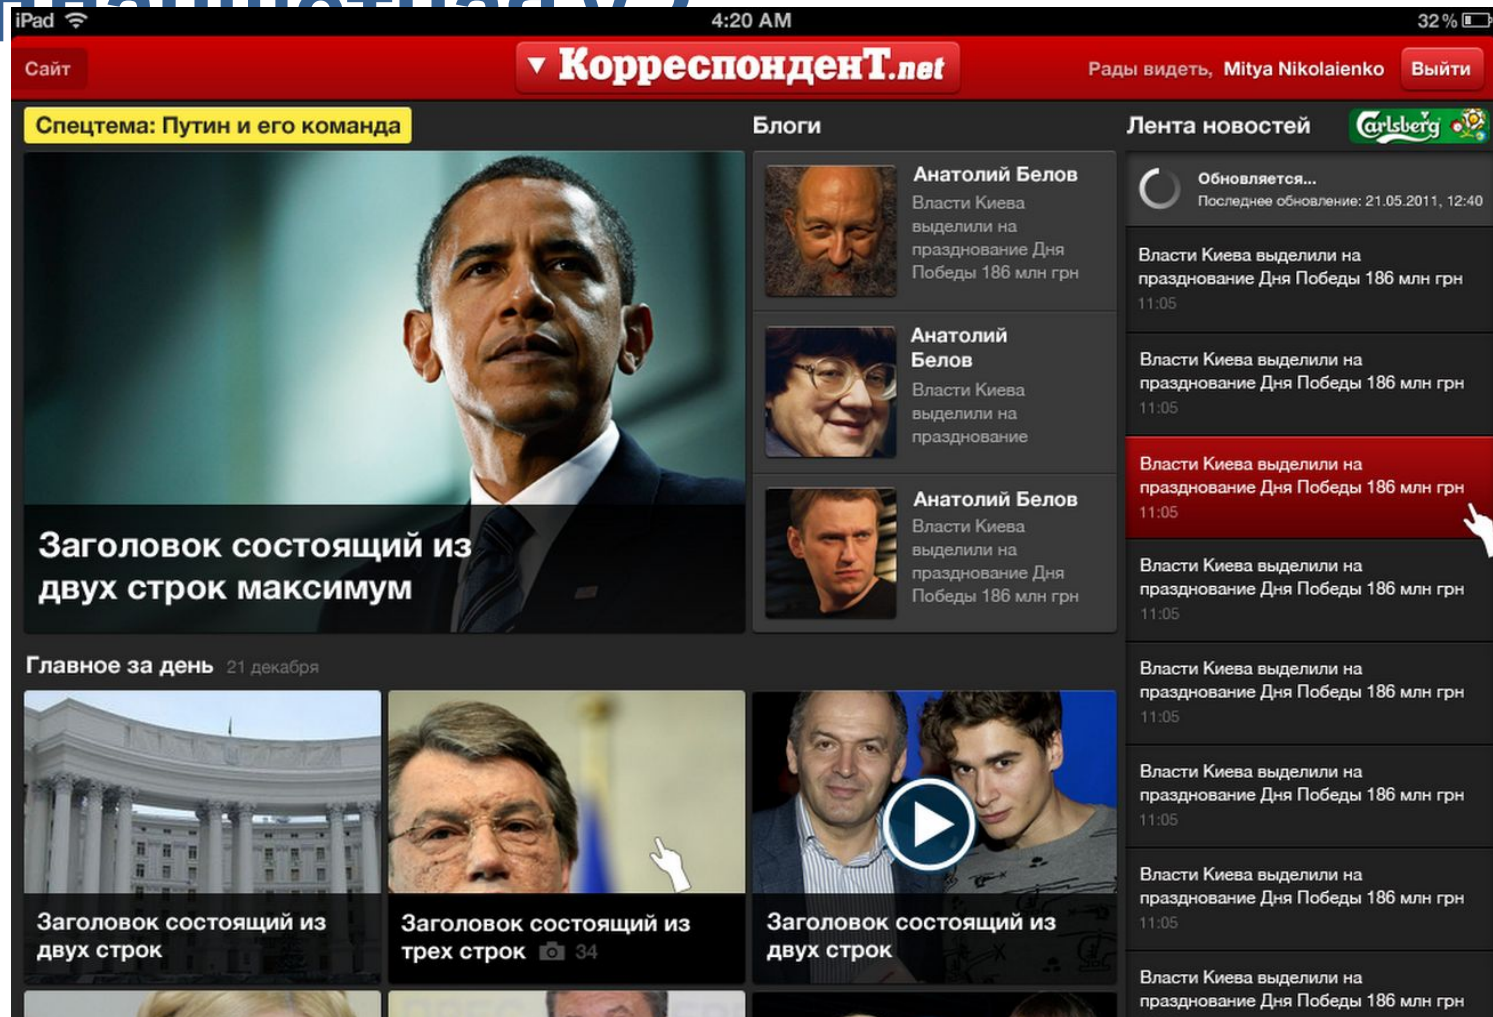 iPad
4:20 AM
32%
Сайт
КорреспонденТ.net
Рады видеть, Mitya Nikolaienko
Выйти
Спецтема: Путин и его команда
Заголовок состоящий из
двух строк максимум
Блоги
Анатолий Белов
Власти Киева
выделили на
празднование Дня
Победы 186 млн грн
Анатолий
Белов
Власти Киева
выделили на
празднование
Анатолий Белов
Власти Киева
выделили на
празднование Дня
Победы 186 млн грн
Лента новостей
Carlsberg
Обновляется...
Последнее обновление: 21.05.2011, 12:40
Власти Киева выделили на
празднование Дня Победы 186 млн грн
11:05
Власти Киева выделили на
празднование Дня Победы 186 млн грн
11:05
Власти Киева выделили на
празднование Дня Победы 186 млн грн
11:05
Власти Киева выделили на
празднование Дня Победы 186 млн грн
11:05
Власти Киева выделили на
празднование Дня Победы 186 млн грн
11:05
Власти Киева выделили на
празднование Дня Победы 186 млн грн
11:05
Власти Киева выделили на
празднование Дня Победы 186 млн грн
11:05
Власти Киева выделили на
празднование Дня Победы 186 млн грн
Главное за день 21 декабря
Заголовок состоящий из
двух строк
Заголовок состоящий из
трех строк 34
Заголовок состоящий из
двух строк